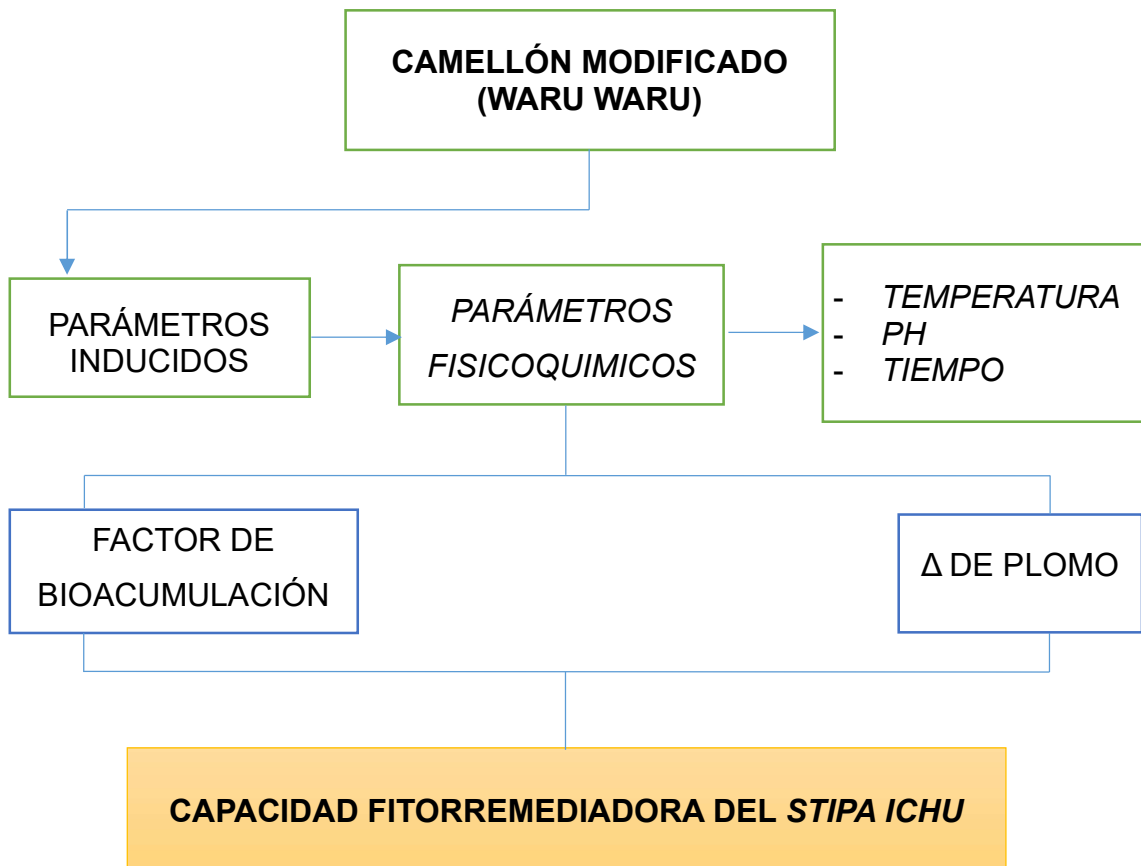 CAMELLÓN MODIFICADO
(WARU WARU)
PARÁMETROS
INDUCIDOS
PARÁMETROS
FISICOQUIMICOS
- TEMPERATURA
- PH
- TIEMPO
FACTOR DE
BIOACUMULACIÓN
Δ DE PLOMO
CAPACIDAD FITORREMEDIADORA DEL STIPA ICHU